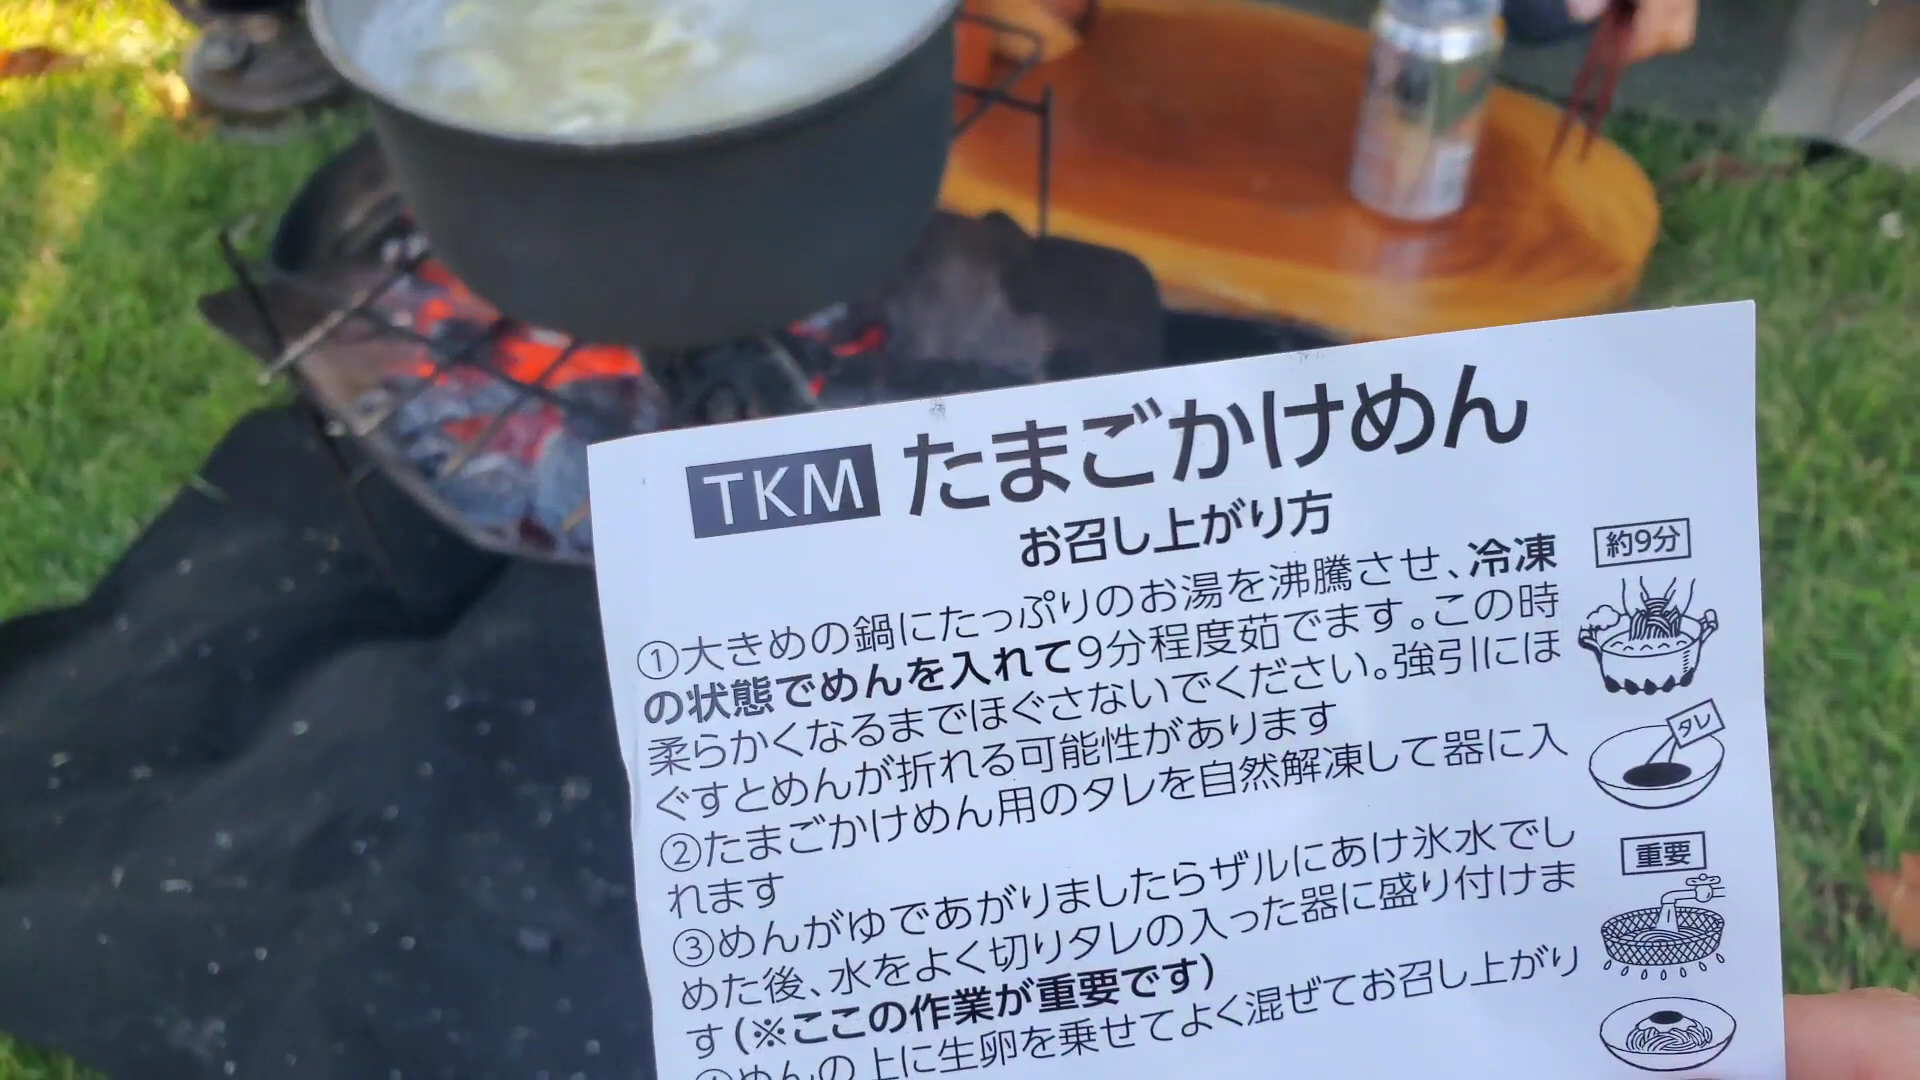 TKM たまごかけめん
お召し上がり方
①大きめの鍋にたっぷりのお湯を沸騰させ、冷凍
の状態でめんを入れて9分程度茹でます。この時
柔らかくなるまでほぐさないでください。強引にほ
ぐすとめんが折れる可能性があります
②たまごかけめん用のタレを自然解凍して器に入
れます
③めんがゆであがりましたらザルにあけ氷水でし
めた後、水をよく切りタレの入った器に盛り付けま
す(※ここの作業が重要です)
④めんの上に生卵を乗せてよく混ぜてお召し上がり
約9分
タレ
重要